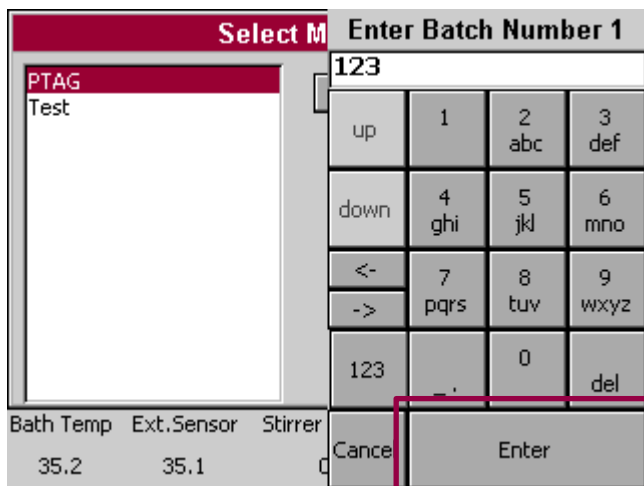 Select M
PTAG
Test
Bath Temp Ext.Sensor Stirrer
35.2 35.1
Enter Batch Number 1
123
up 1 2 abc 3 def
down 4 ghi 5 jkl 6 mno
<- 7 pqrs 8 tuv 9 wxyz
->
123 _ . 0 del
Cancel Enter